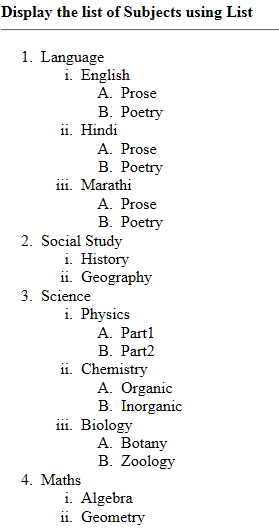 Display the list of Subjects using List
1. Language
i. English
A. Prose
B. Poetry
ii. Hindi
A. Prose
B. Poetry
iii. Marathi
A. Prose
B. Poetry
2. Social Study
i. History
ii. Geography
3. Science
i. Physics
A. Part1
B. Part2
ii. Chemistry
A. Organic
B. Inorganic
iii. Biology
A. Botany
B. Zoology
4. Maths
i. Algebra
ii. Geometry